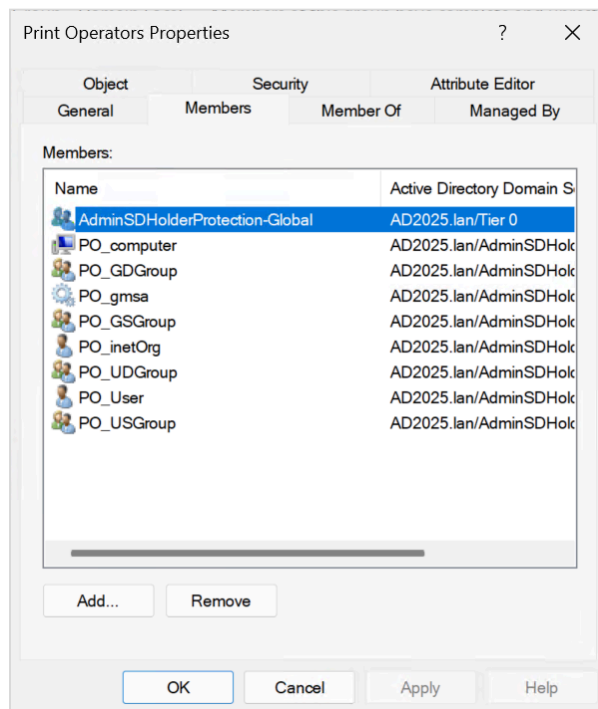 Print Operators Properties ? X
Object Security Attribute Editor
General Members Member Of Managed By
Members:
Name Active Directory Domain S
AdminSDHolderProtection-Global AD2025.lan/Tier 0
PO_computer AD2025.lan/AdminSDHol
PO_GDGroup AD2025.lan/AdminSDHol
PO_gmsa AD2025.lan/AdminSDHol
PO_GSGroup AD2025.lan/AdminSDHol
PO_inetOrg AD2025.lan/AdminSDHol
PO_UDGroup AD2025.lan/AdminSDHol
PO_User AD2025.lan/AdminSDHol
PO_USGroup AD2025.lan/AdminSDHol
Add... Remove
OK Cancel Apply Help